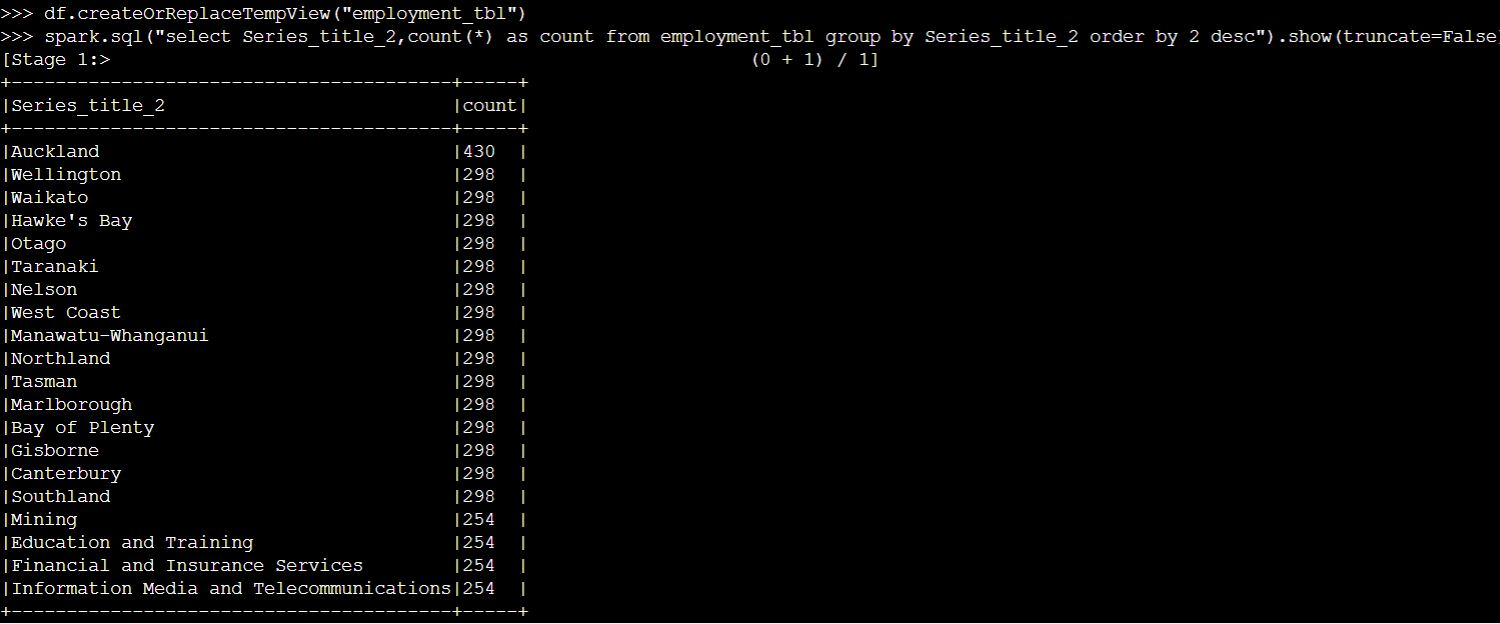 >>> df.createOrReplaceTempView("employment_tbl")
>>> spark.sql("select Series_title_2,count(*) as count from employment_tbl group by Series_title_2 order by 2 desc").show(truncate=False)
[Stage 1:>                                                          (0 + 1) / 1]
+----------------------------------------+-----+
|Series_title_2                          |count|
+----------------------------------------+-----+
|Auckland                                |430  |
|Wellington                              |298  |
|Waikato                                 |298  |
|Hawke's Bay                             |298  |
|Otago                                   |298  |
|Taranaki                                |298  |
|Nelson                                  |298  |
|West Coast                              |298  |
|Manawatu-Whanganui                      |298  |
|Northland                               |298  |
|Tasman                                  |298  |
|Marlborough                             |298  |
|Bay of Plenty                           |298  |
|Gisborne                                |298  |
|Canterbury                              |298  |
|Southland                               |298  |
|Mining                                  |254  |
|Education and Training                  |254  |
|Financial and Insurance Services        |254  |
|Information Media and Telecommunications|254  |
+----------------------------------------+-----+